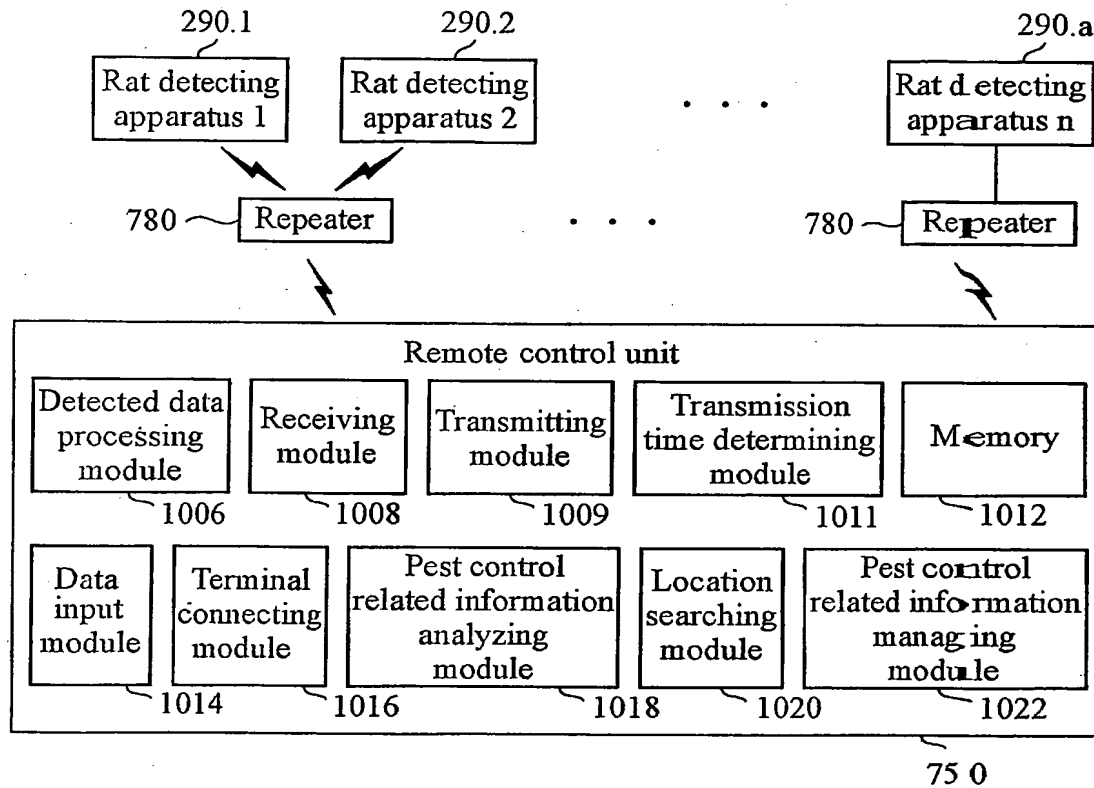 290.1
290.2
290.a
Rat detecting
apparatus 1
Rat detecting
apparatus 2
. . .
Rat detecting
apparatus n
780
Repeater
. . .
780
Repeater
Remote control unit
Detected data
processing
module
1006
Receiving
module
1008
Transmitting
module
1009
Transmission
time determining
module
1011
Memory
1012
Data
input
module
1014
Terminal
connecting
module
1016
Pest control
related information
analyzing
module
1018
Location
searching
module
1020
Pest control
related information
managing
module
1022
75 0